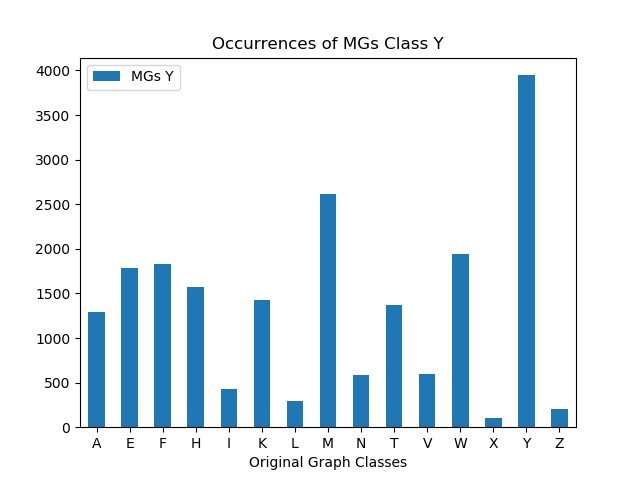 Occurrences of MGs Class Y
MGs Y
4000
3500
3000
2500
2000
1500
1000
500
0
A E F H I K L M N T V W X Y Z
Original Graph Classes